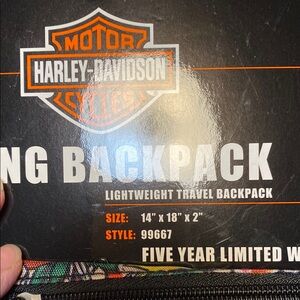 MOTOR
HARLEY-DAVIDSON
CYCLES
NG BACKPACK
LIGHTWEIGHT TRAVEL BACKPACK
SIZE: 14" x 18" x 2"
STYLE: 99667
FIVE YEAR LIMITED W